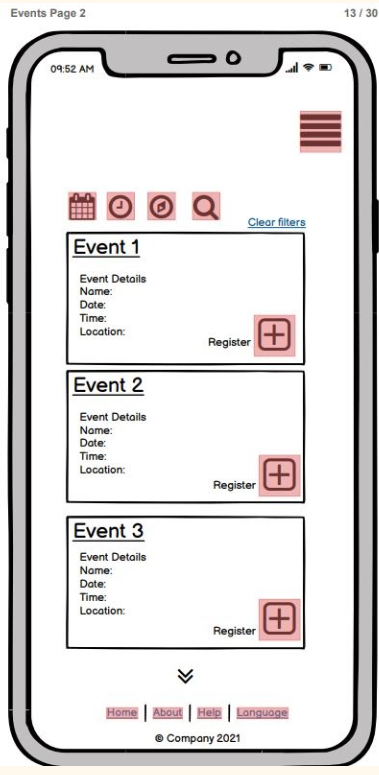 Events Page 2
13 / 30
09:52 AM
Clear filters
Event 1
Event Details
Name:
Date:
Time:
Location:
Register
Event 2
Event Details
Name:
Date:
Time:
Location:
Register
Event 3
Event Details
Name:
Date:
Time:
Location:
Register
Home | About | Help | Language
© Company 2021